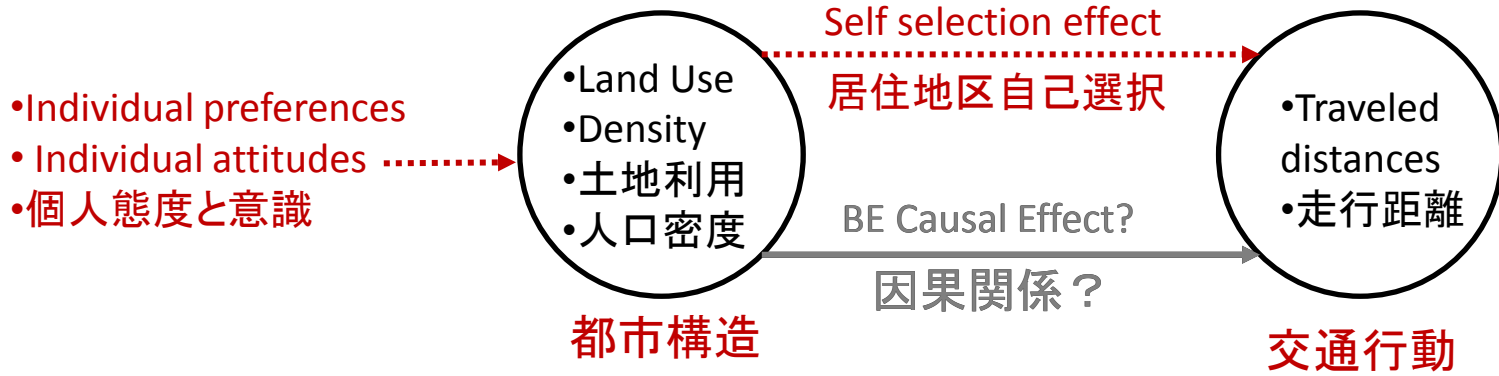 •Individual preferences
• Individual attitudes
•個人態度と意識
•Land Use
•Density
•土地利用
•人口密度
都市構造
Self selection effect
居住地区自己選択
BE Causal Effect?
因果関係？
•Traveled
distances
•走行距離
交通行動